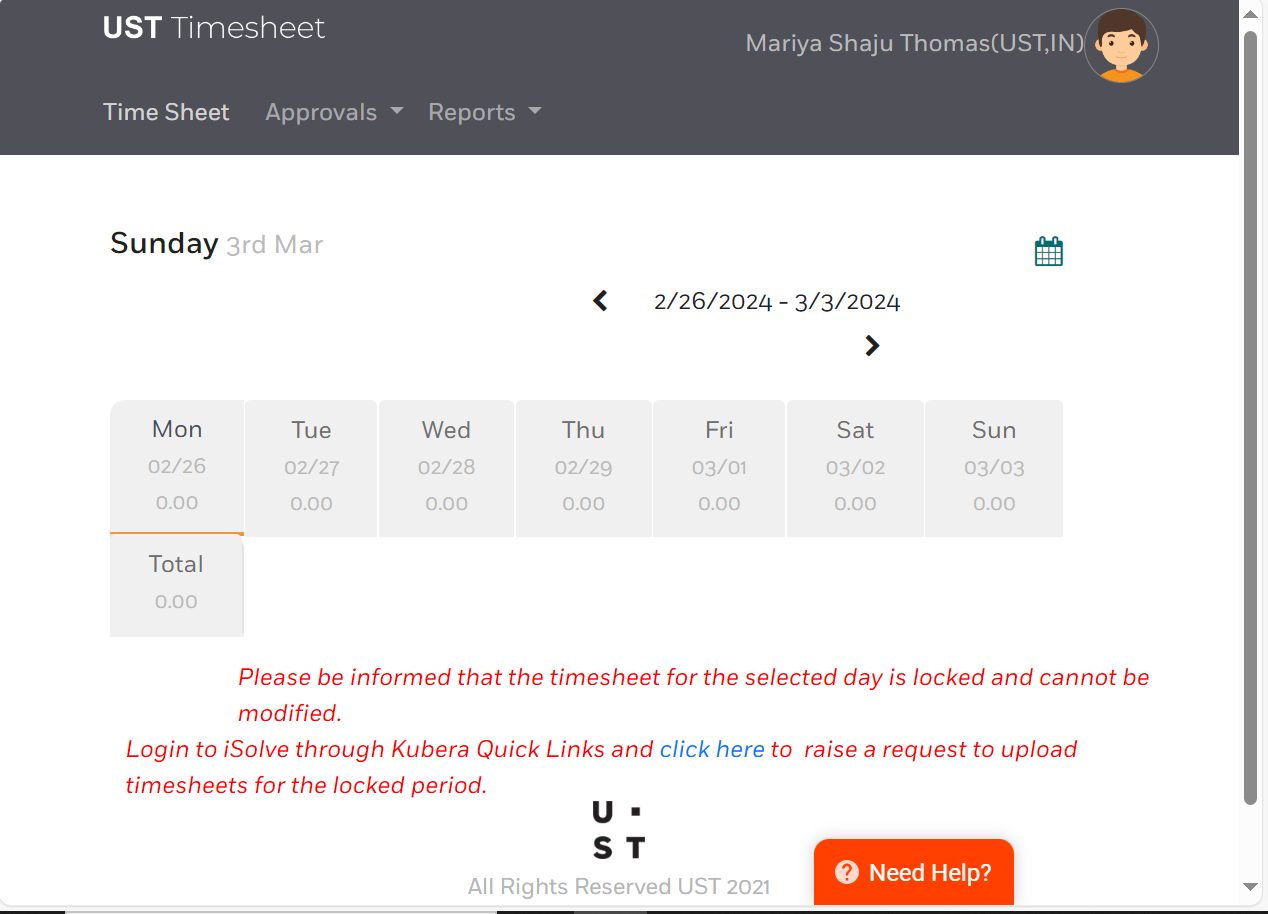 UST Timesheet
Mariya Shaju Thomas(UST,IN)
Time Sheet Approvals Reports
Sunday 3rd Mar
2/26/2024 - 3/3/2024
Mon Tue Wed Thu Fri Sat Sun
02/26 02/27 02/28 02/29 03/01 03/02 03/03
0.00 0.00 0.00 0.00 0.00 0.00 0.00
Total
0.00
Please be informed that the timesheet for the selected day is locked and cannot be
modified.
Login to iSolve through Kubera Quick Links and click here to raise a request to upload
timesheets for the locked period.
U
S T
? Need Help?
All Rights Reserved UST 2021